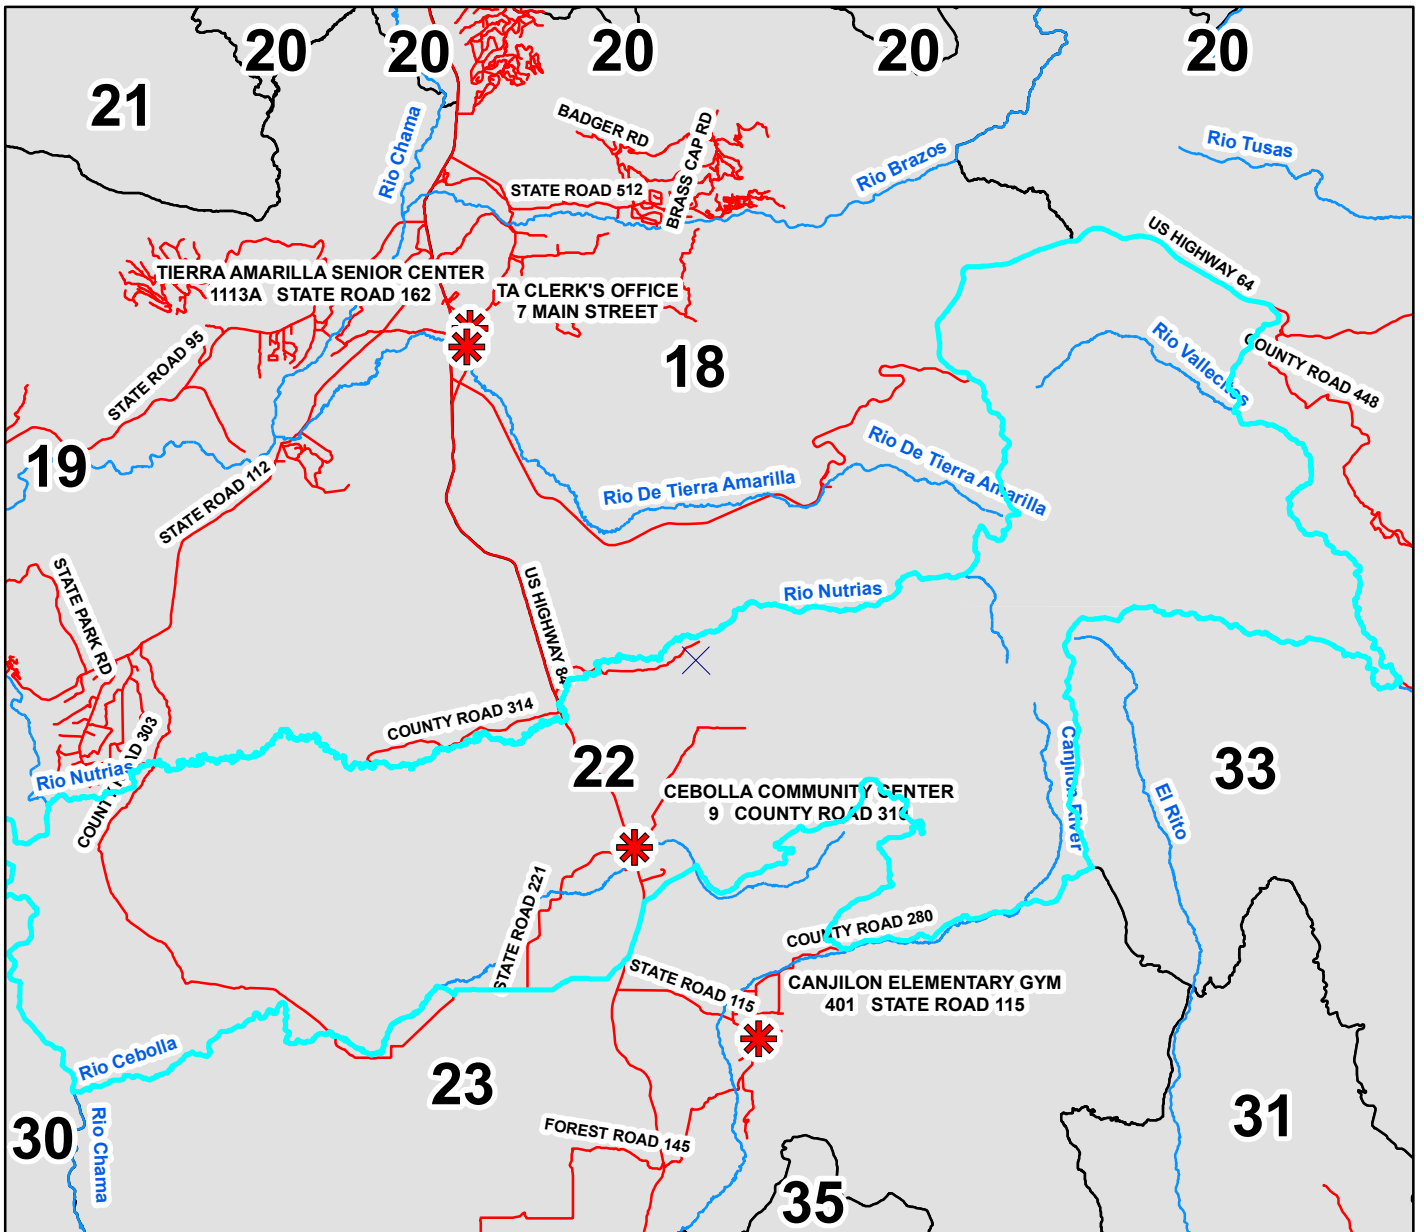 20
20
20
20
20
21
BADGER RD
BRASS CAP RD
Rio Chama
Rio Brazos
Rio Tusas
STATE ROAD 512
US HIGHWAY 64
TIERRA AMARILLA SENIOR CENTER
1113A STATE ROAD 162
TA CLERK'S OFFICE
7 MAIN STREET
STATE ROAD 95
18
Rio Vallecitos
COUNTY ROAD 448
19
STATE ROAD 112
Rio De Tierra Amarilla
Rio De Tierra Amarilla
STATE PARK RD
US HIGHWAY 84
Rio Nutrias
COUNTY ROAD 314
COUNTY ROAD 303
Rio Nutrias
22
33
CEBOLLA COMMUNITY CENTER
9 COUNTY ROAD 310
Canjilon River
El Rito
STATE ROAD 221
COUNTY ROAD 280
STATE ROAD 115
CANJILON ELEMENTARY GYM
401 STATE ROAD 115
Rio Cebolla
23
30
Rio Chama
FOREST ROAD 145
31
35